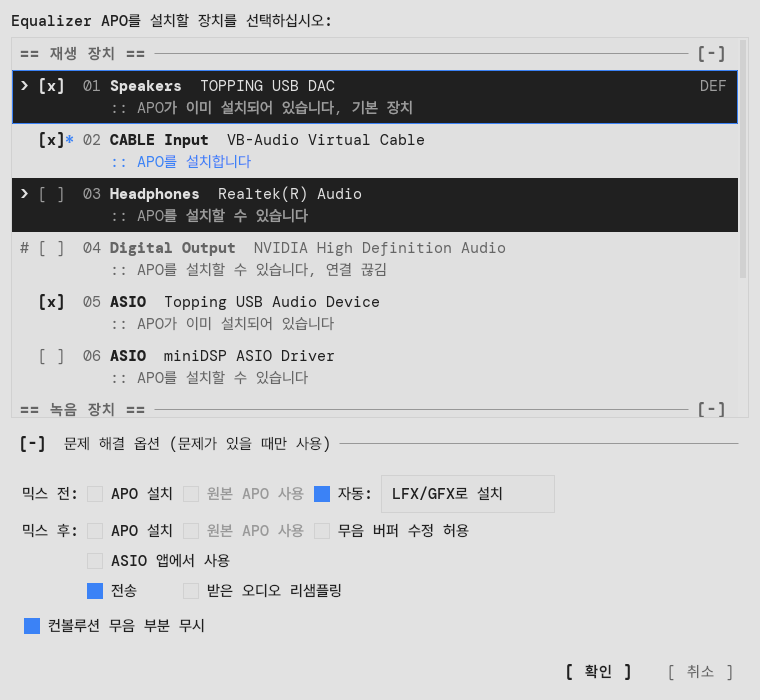 Equalizer APO를 설치할 장치를 선택하십시오:
== 재생 장치 == [-]
› [x] 01 Speakers TOPPING USB DAC DEF
:: APO가 이미 설치되어 있습니다, 기본 장치
[x]* 02 CABLE Input VB-Audio Virtual Cable
:: APO를 설치합니다
› [ ] 03 Headphones Realtek(R) Audio
:: APO를 설치할 수 있습니다
# [ ] 04 Digital Output NVIDIA High Definition Audio
:: APO를 설치할 수 있습니다, 연결 끊김
[x] 05 ASIO Topping USB Audio Device
:: APO가 이미 설치되어 있습니다
[ ] 06 ASIO miniDSP ASIO Driver
:: APO를 설치할 수 있습니다
== 녹음 장치 == [-]
[-] 문제 해결 옵션 (문제가 있을 때만 사용)
믹스 전: APO 설치 원본 APO 사용 자동: LFX/GFX로 설치
믹스 후: APO 설치 원본 APO 사용 무음 버퍼 수정 허용
ASIO 앱에서 사용
전송 받은 오디오 리샘플링
컨볼루션 무음 부분 무시
[ 확인 ] [ 취소 ]